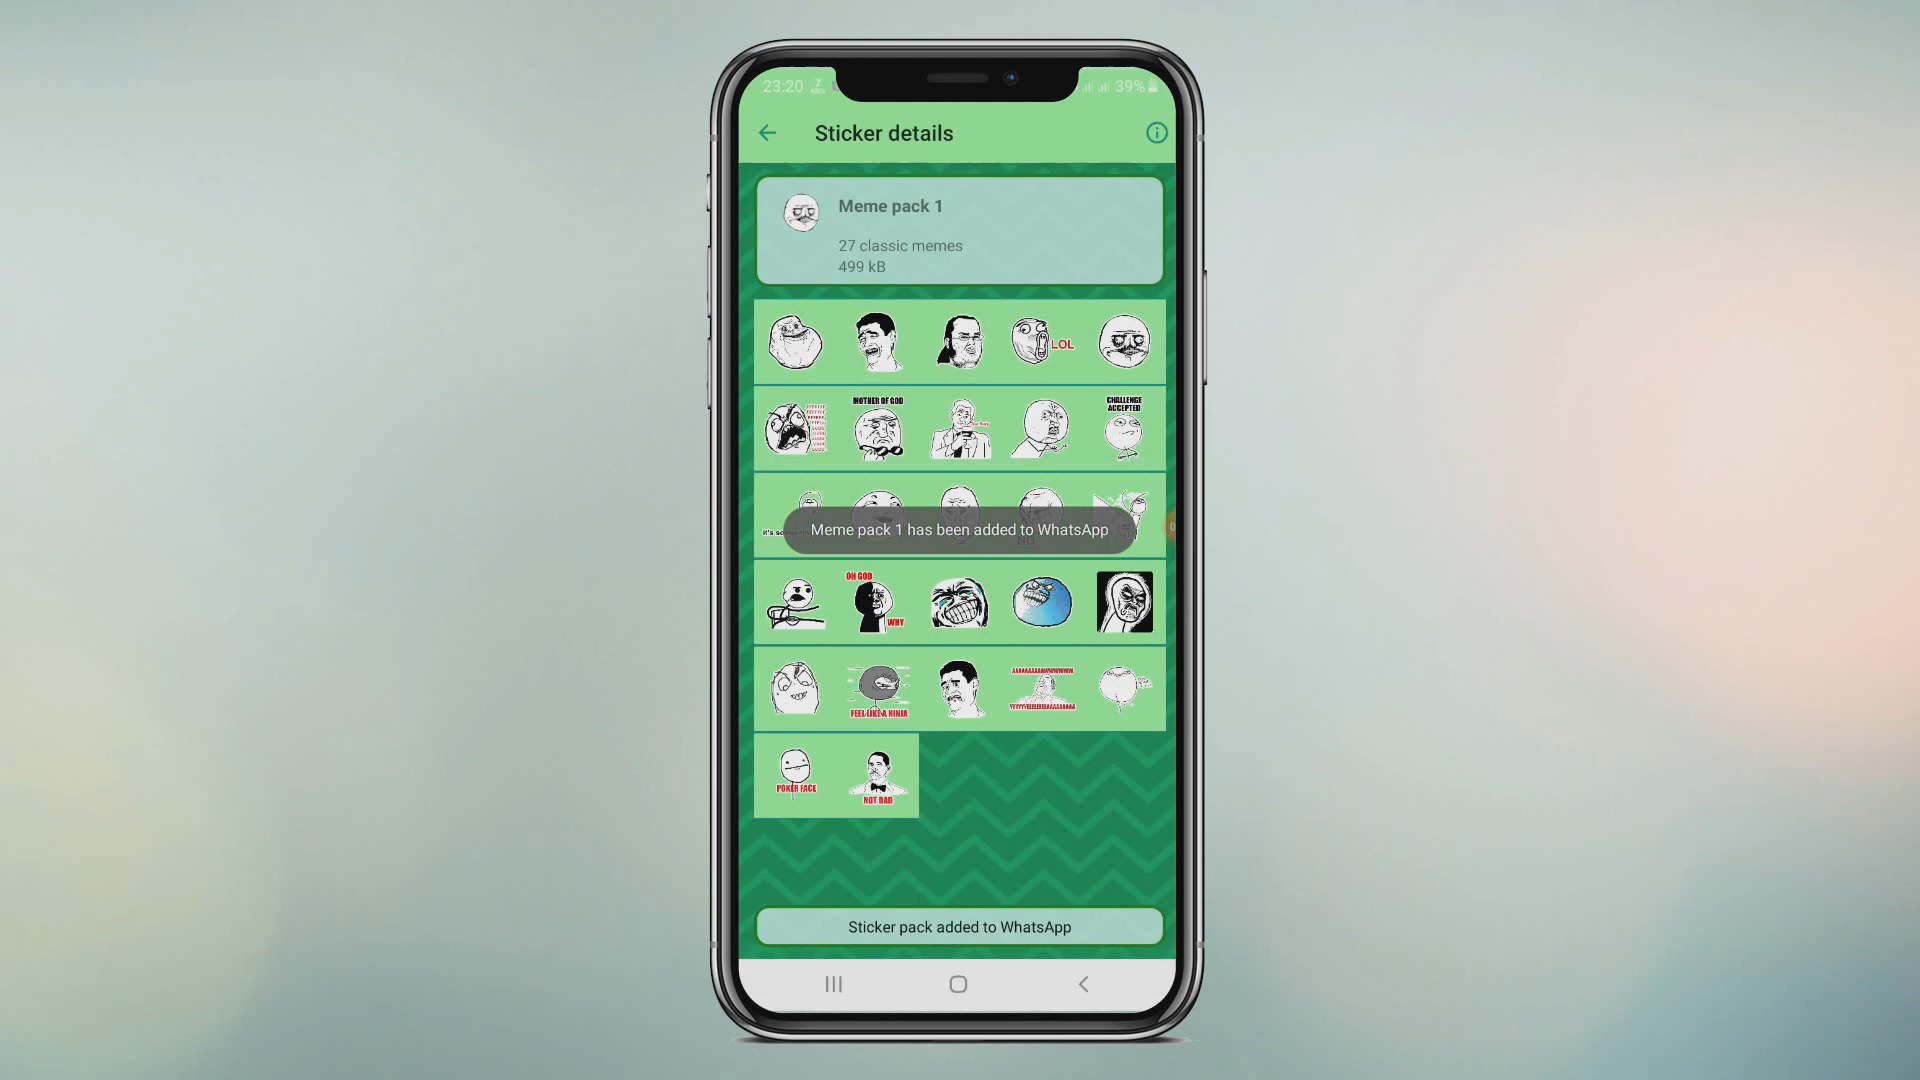 23:20
39%
Sticker details
Meme pack 1
27 classic memes
499 kB
LOL
MOTHER OF GOD
CHALLENGE
ACCEPTED
Meme pack 1 has been added to WhatsApp
OH GOD
WHY
FEEL LIKE A NINJA
POKER FACE
NOT BAD
Sticker pack added to WhatsApp